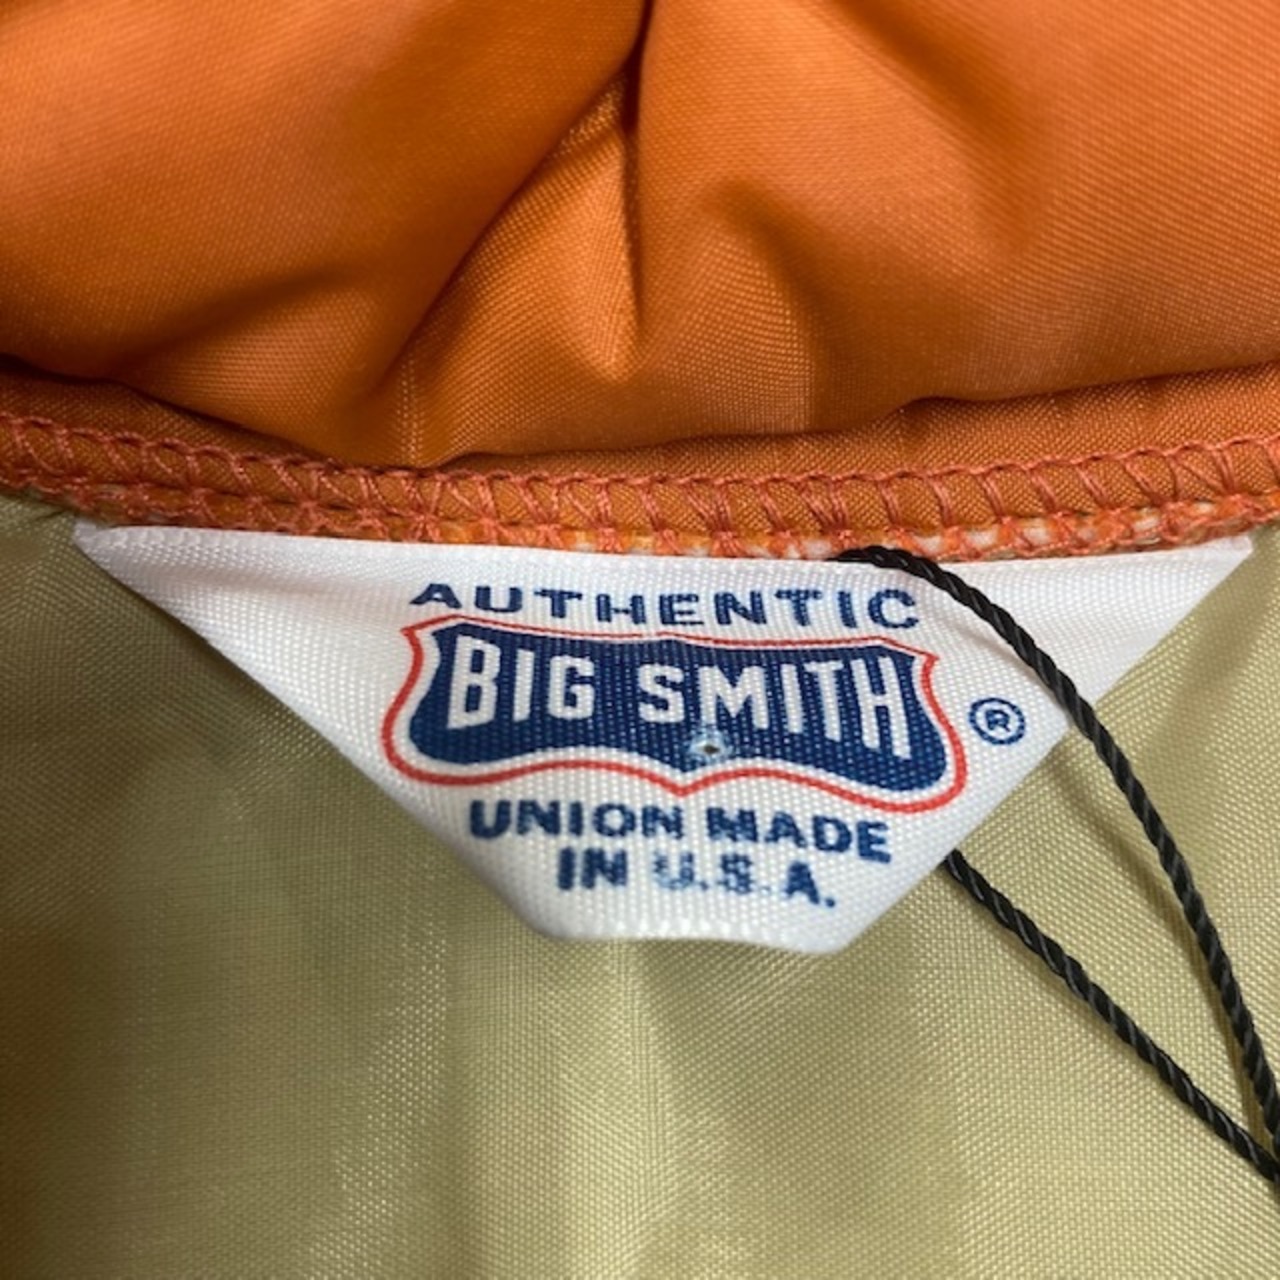 AUTHENTIC
BIG SMITH
®
UNION MADE
IN U.S.A.